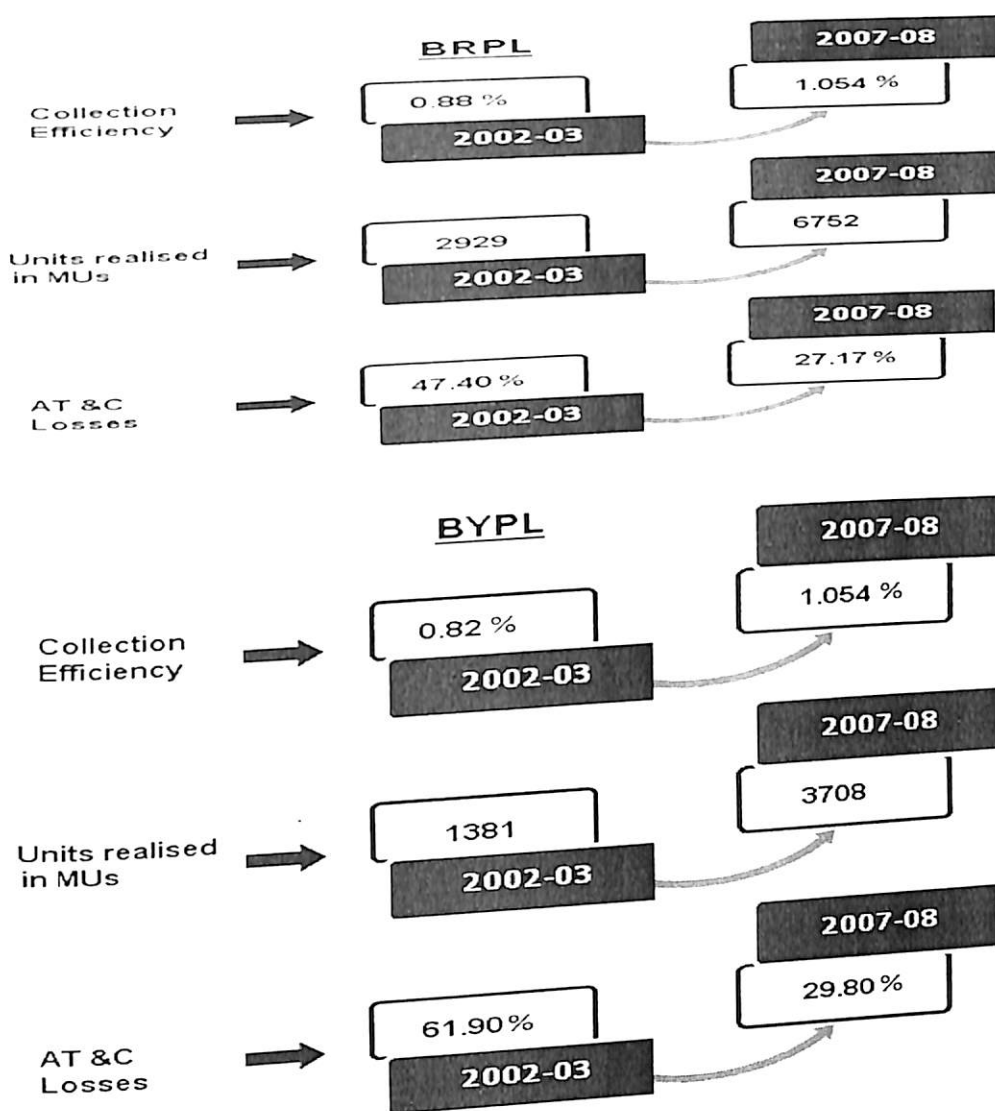 BRPL
2007-08
Collection
Efficiency
0.88 %
2002-03
1.054 %
2007-08
Units realised
in MUs
2929
2002-03
6752
2007-08
AT &C
Losses
47.40 %
2002-03
27.17 %
BYPL
2007-08
Collection
Efficiency
0.82 %
2002-03
1.054 %
2007-08
Units realised
in MUs
1381
2002-03
3708
2007-08
AT &C
Losses
61.90 %
2002-03
29.80 %